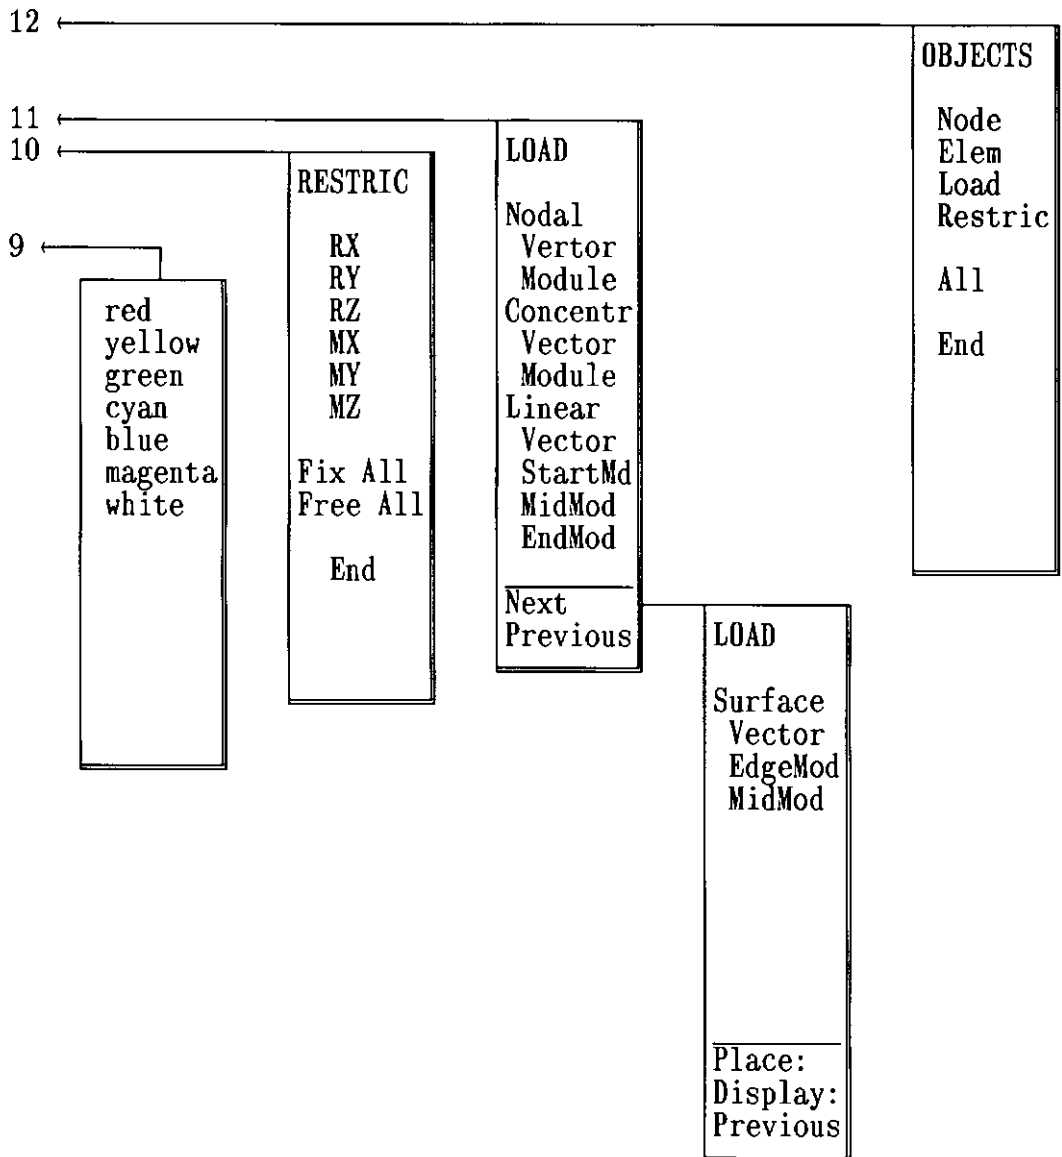 12
OBJECTS
Node
Elem
Load
Restric
All
End
11
LOAD
Nodal
Vertor
Module
Concentr
Vector
Module
Linear
Vector
StartMd
MidMod
EndMod
Next
Previous
10
RESTRIC
RX
RY
RZ
MX
MY
MZ
Fix All
Free All
End
9
red
yellow
green
cyan
blue
magenta
white
LOAD
Surface
Vector
EdgeMod
MidMod
Place:
Display:
Previous